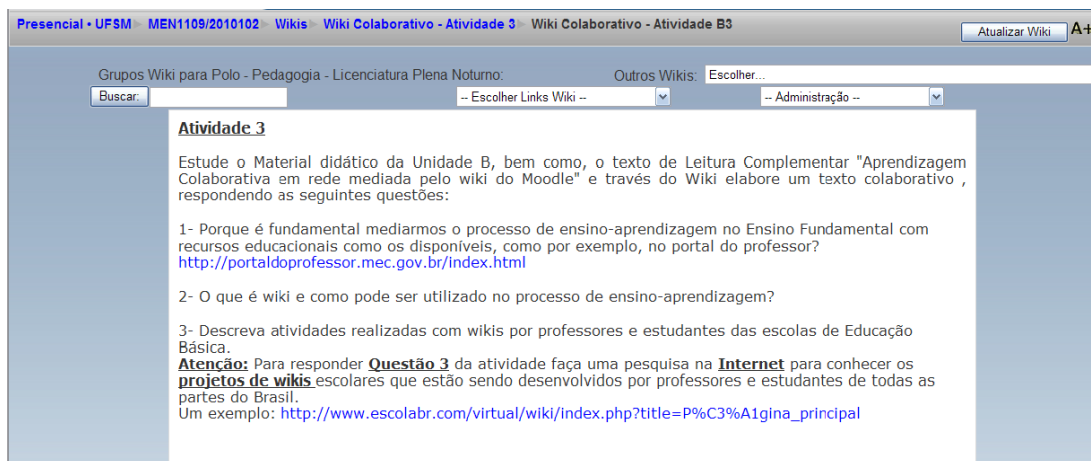 Presencial • UFSM ► MEN1109/2010102 ► Wikis ► Wiki Colaborativo - Atividade 3 ► Wiki Colaborativo - Atividade B3
Atualizar Wiki A+
Grupos Wiki para Polo - Pedagogia - Licenciatura Plena Noturno: Outros Wikis: Escolher...
Buscar: -- Escolher Links Wiki -- -- Administração --
Atividade 3
Estude o Material didático da Unidade B, bem como, o texto de Leitura Complementar "Aprendizagem
Colaborativa em rede mediada pelo wiki do Moodle" e través do Wiki elabore um texto colaborativo ,
respondendo as seguintes questões:
1- Porque é fundamental mediarmos o processo de ensino-aprendizagem no Ensino Fundamental com
recursos educacionais como os disponíveis, como por exemplo, no portal do professor?
http://portaldoprofessor.mec.gov.br/index.html
2- O que é wiki e como pode ser utilizado no processo de ensino-aprendizagem?
3- Descreva atividades realizadas com wikis por professores e estudantes das escolas de Educação
Básica.
Atenção: Para responder Questão 3 da atividade faça uma pesquisa na Internet para conhecer os
projetos de wikis escolares que estão sendo desenvolvidos por professores e estudantes de todas as
partes do Brasil.
Um exemplo: http://www.escolabr.com/virtual/wiki/index.php?title=P%C3%A1gina_principal